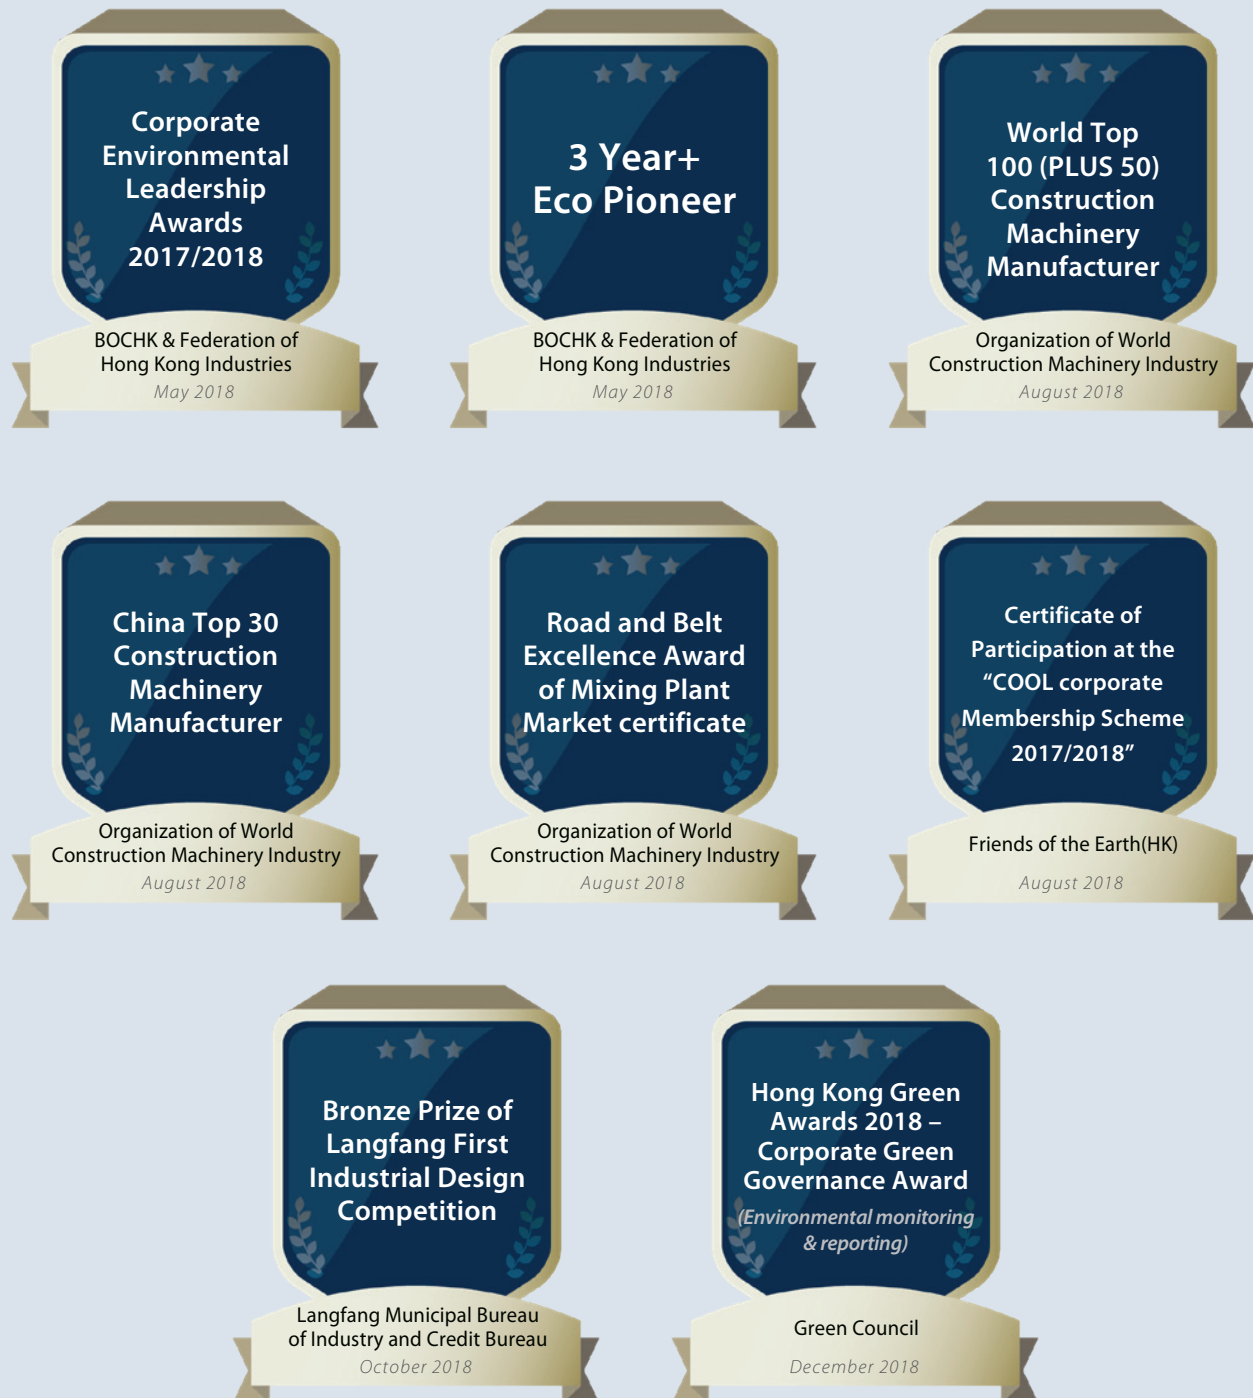 Corporate
Environmental
Leadership
Awards
2017/2018
BOCHK & Federation of
Hong Kong Industries
May 2018
3 Year+
Eco Pioneer
BOCHK & Federation of
Hong Kong Industries
May 2018
World Top
100 (PLUS 50)
Construction
Machinery
Manufacturer
Organization of World
Construction Machinery Industry
August 2018
China Top 30
Construction
Machinery
Manufacturer
Organization of World
Construction Machinery Industry
August 2018
Road and Belt
Excellence Award
of Mixing Plant
Market certificate
Organization of World
Construction Machinery Industry
August 2018
Certificate of
Participation at the
“COOL corporate
Membership Scheme
2017/2018”
Friends of the Earth(HK)
August 2018
Bronze Prize of
Langfang First
Industrial Design
Competition
Langfang Municipal Bureau
of Industry and Credit Bureau
October 2018
Hong Kong Green
Awards 2018 –
Corporate Green
Governance Award
(Environmental monitoring
& reporting)
Green Council
December 2018